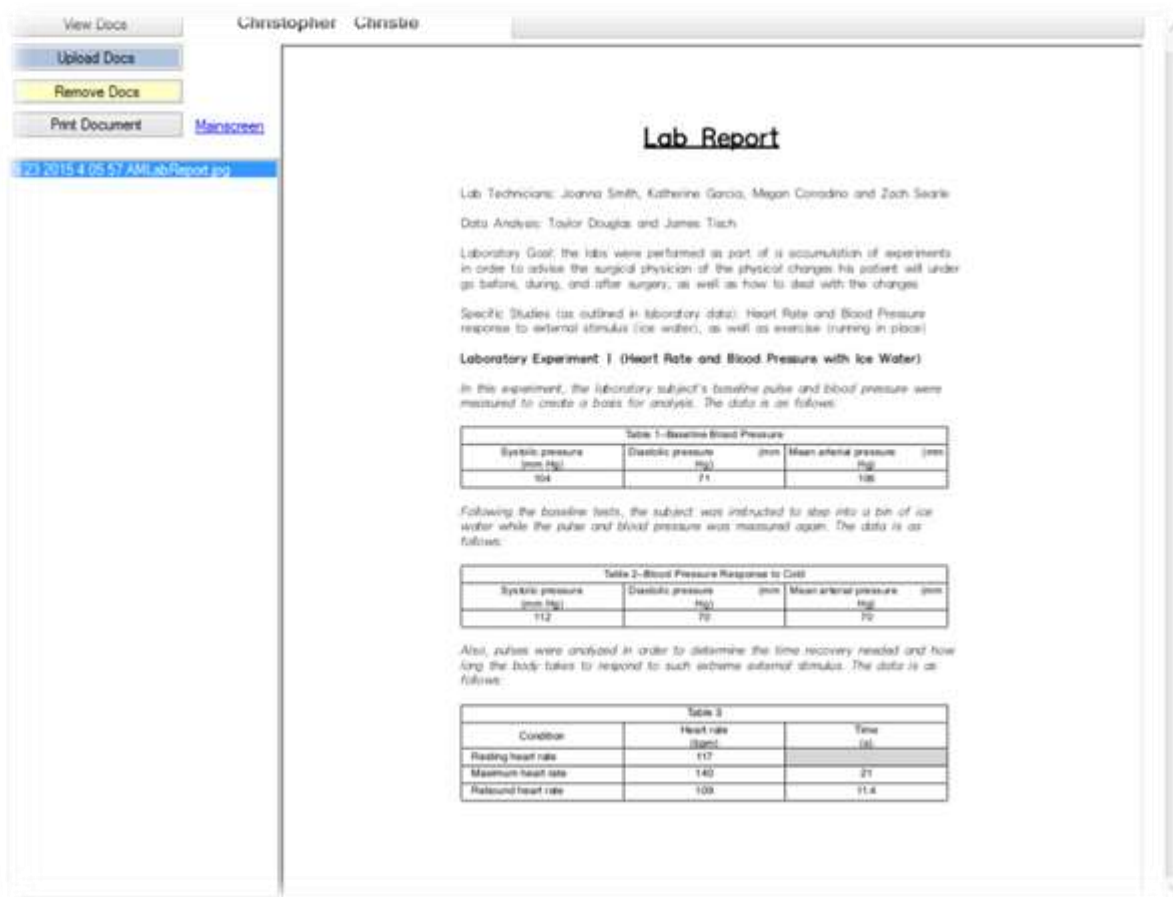 View Docs
Christopher Christie
Upload Docs
Remove Docs
Print Document
Mainscreen
23 2015 4 05 57 AMLabReport.jpg
Lab Report
Lab Technicians: Joanna Smith, Katherine Garcia, Megan Corradino and Zach Searle
Data Analysis: Taylor Douglas and James Tisch
Laboratory Goal: the labs were performed as part of a accumulation of experiments
in order to advise the surgical physician of the physical changes his patient will under
go before, during, and after surgery, as well as how to deal with the changes
Specific Studies (as outlined in laboratory data): Heart Rate and Blood Pressure
response to external stimulus (ice water), as well as exercise (running in place)
Laboratory Experiment 1 (Heart Rate and Blood Pressure with Ice Water)
In this experiment, the laboratory subject's baseline pulse and blood pressure were
measured to create a basis for analysis. The data is as follows:
Table 1-Baseline Blood Pressure
Systolic pressure (mm Hg) Diastolic pressure (mm Hg) Mean arterial pressure (mm Hg)
104 71 106
Following the baseline tests, the subject was instructed to step into a bin of ice
water while the pulse and blood pressure was measured again. The data is as
follows:
Table 2-Blood Pressure Response to Cold
Systolic pressure (mm Hg) Diastolic pressure (mm Hg) Mean arterial pressure (mm Hg)
112 70 70
Also, pulses were analyzed in order to determine the time recovery needed and how
long the body takes to respond to such extreme external stimulus. The data is as
follows:
Table 3
Condition Heart rate (bpm) Time (s)
Resting heart rate 117
Maximum heart rate 140 21
Rebound heart rate 109 11.4